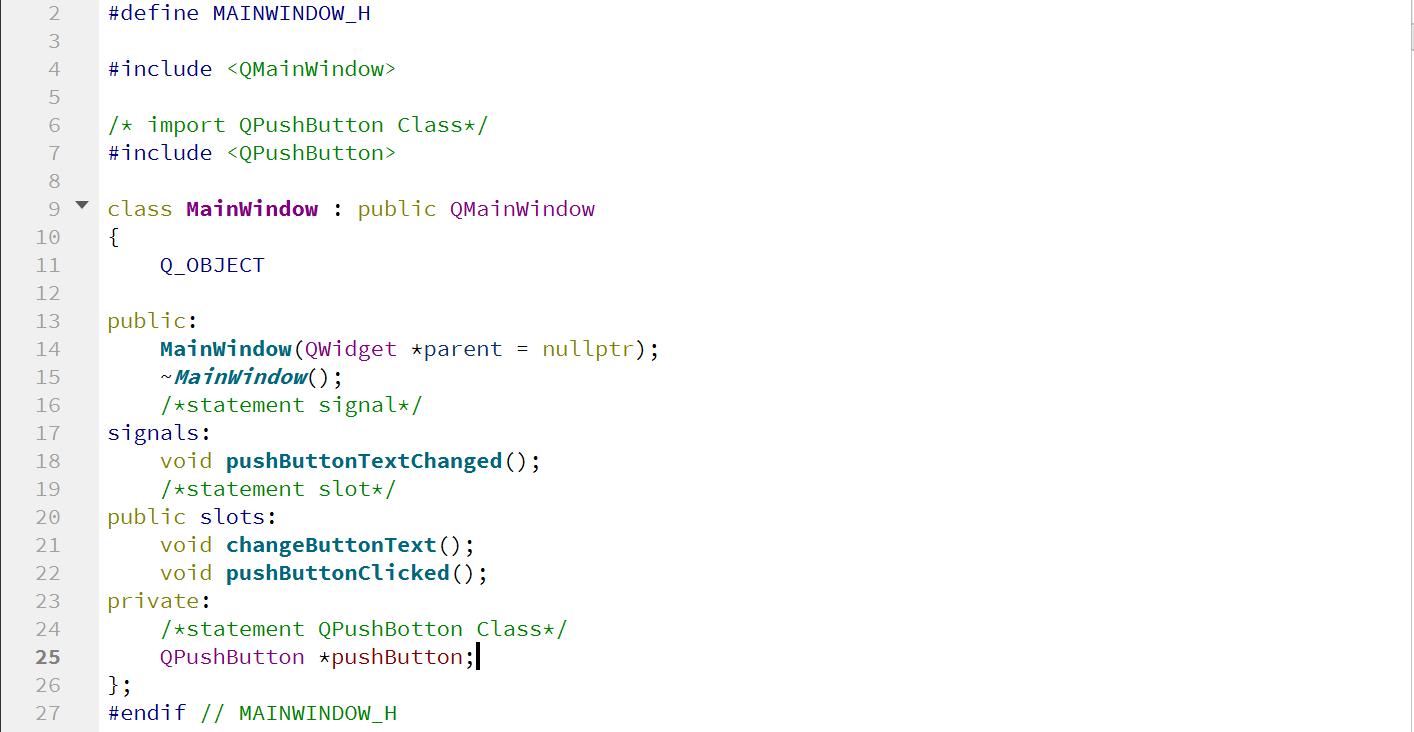 2 #define MAINWINDOW_H
3
4 #include <QMainWindow>
5
6 /* import QPushButton Class*/
7 #include <QPushButton>
8
9 class MainWindow : public QMainWindow
10 {
11     Q_OBJECT
12
13 public:
14     MainWindow(QWidget *parent = nullptr);
15     ~MainWindow();
16     /*statement signal*/
17 signals:
18     void pushButtonTextChanged();
19     /*statement slot*/
20 public slots:
21     void changeButtonText();
22     void pushButtonClicked();
23 private:
24     /*statement QPushBotton Class*/
25     QPushButton *pushButton;
26 };
27 #endif // MAINWINDOW_H